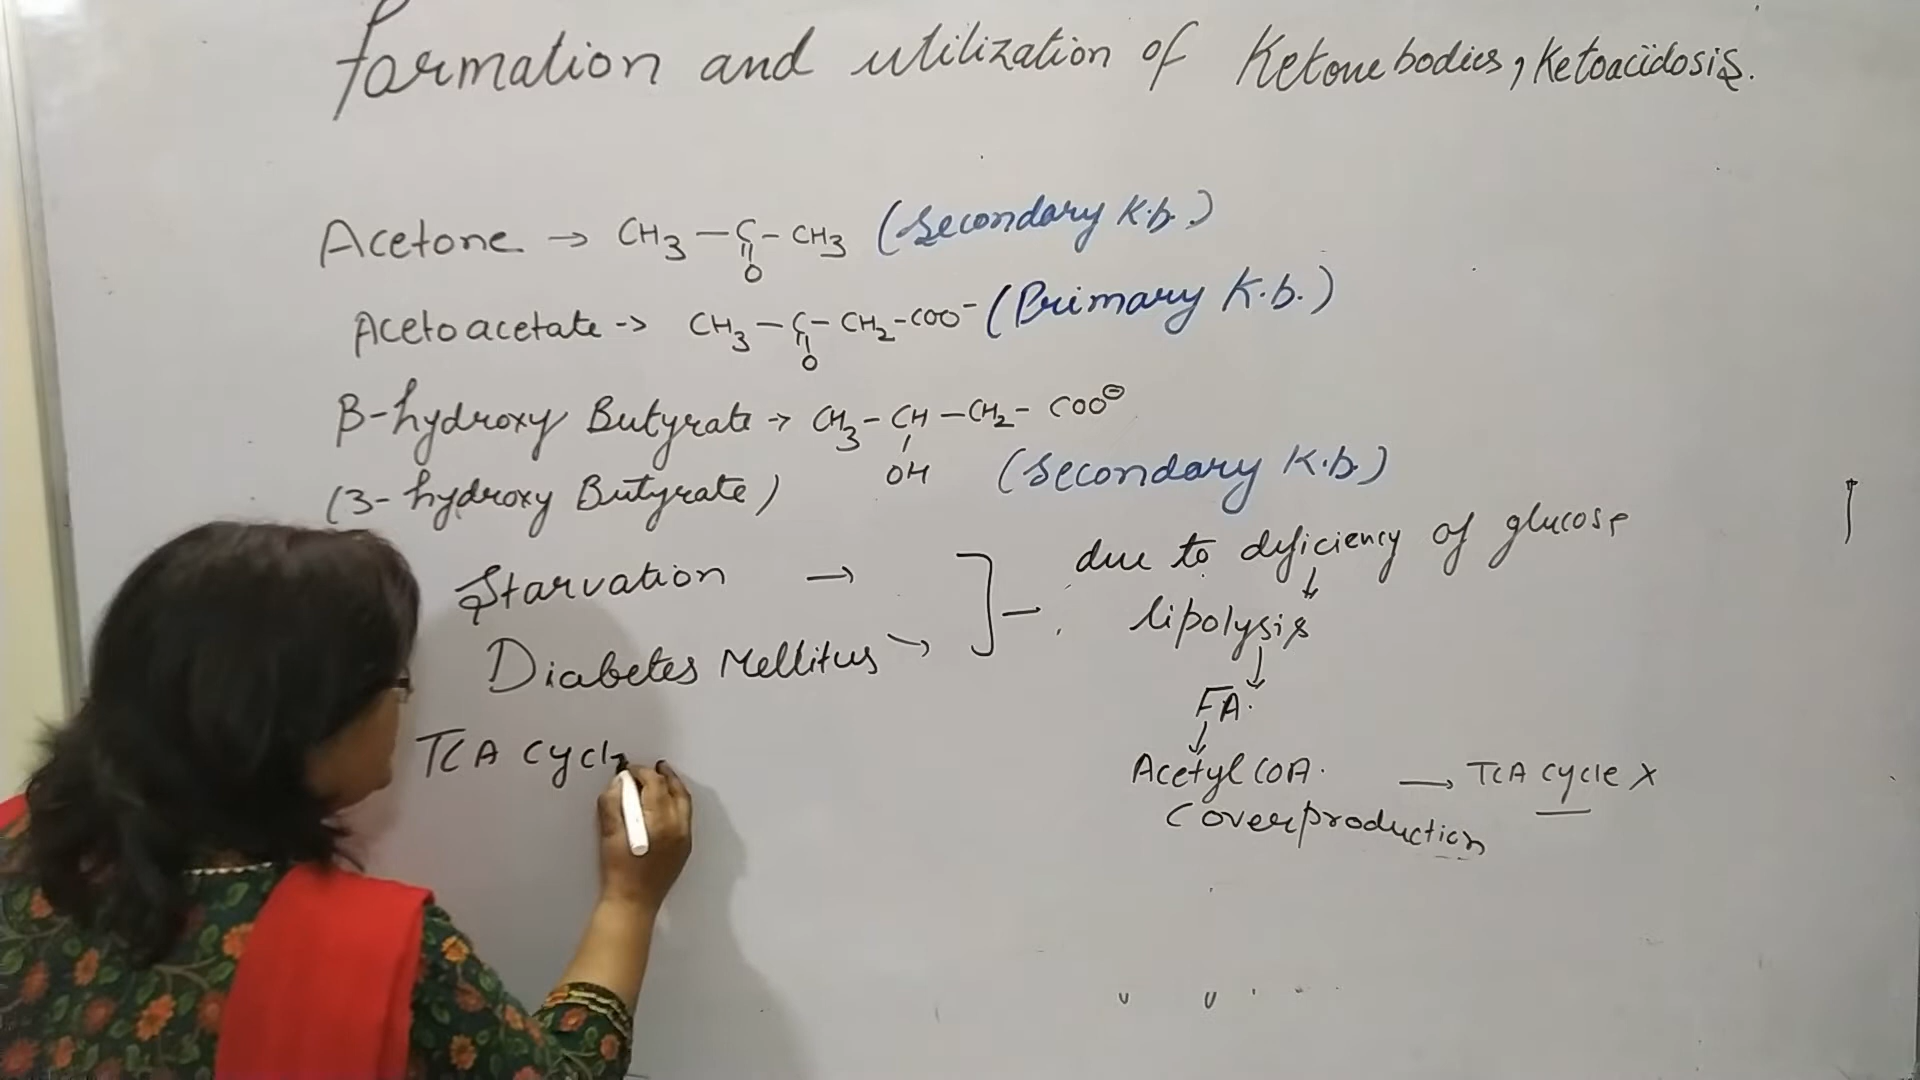 Formation and utilization of Ketone bodies, Ketoacidosis.
Acetone → CH3 — C - CH3 (Secondary K.b.)
||
O
Acetoacetate -> CH3 — C - CH2 - COO- (Primary K.b.)
||
O
β-hydroxy Butyrate → CH3 - CH — CH2 - COO⊖
OH (Secondary K.b.)
(3-hydroxy Butyrate)
Starvation →
due to deficiency of glucose
↓
lipolysis
Diabetes Mellitus →
↓
FA.
↓
Acetyl COA. → TCA cycle X
(overproduction
TCA cycle